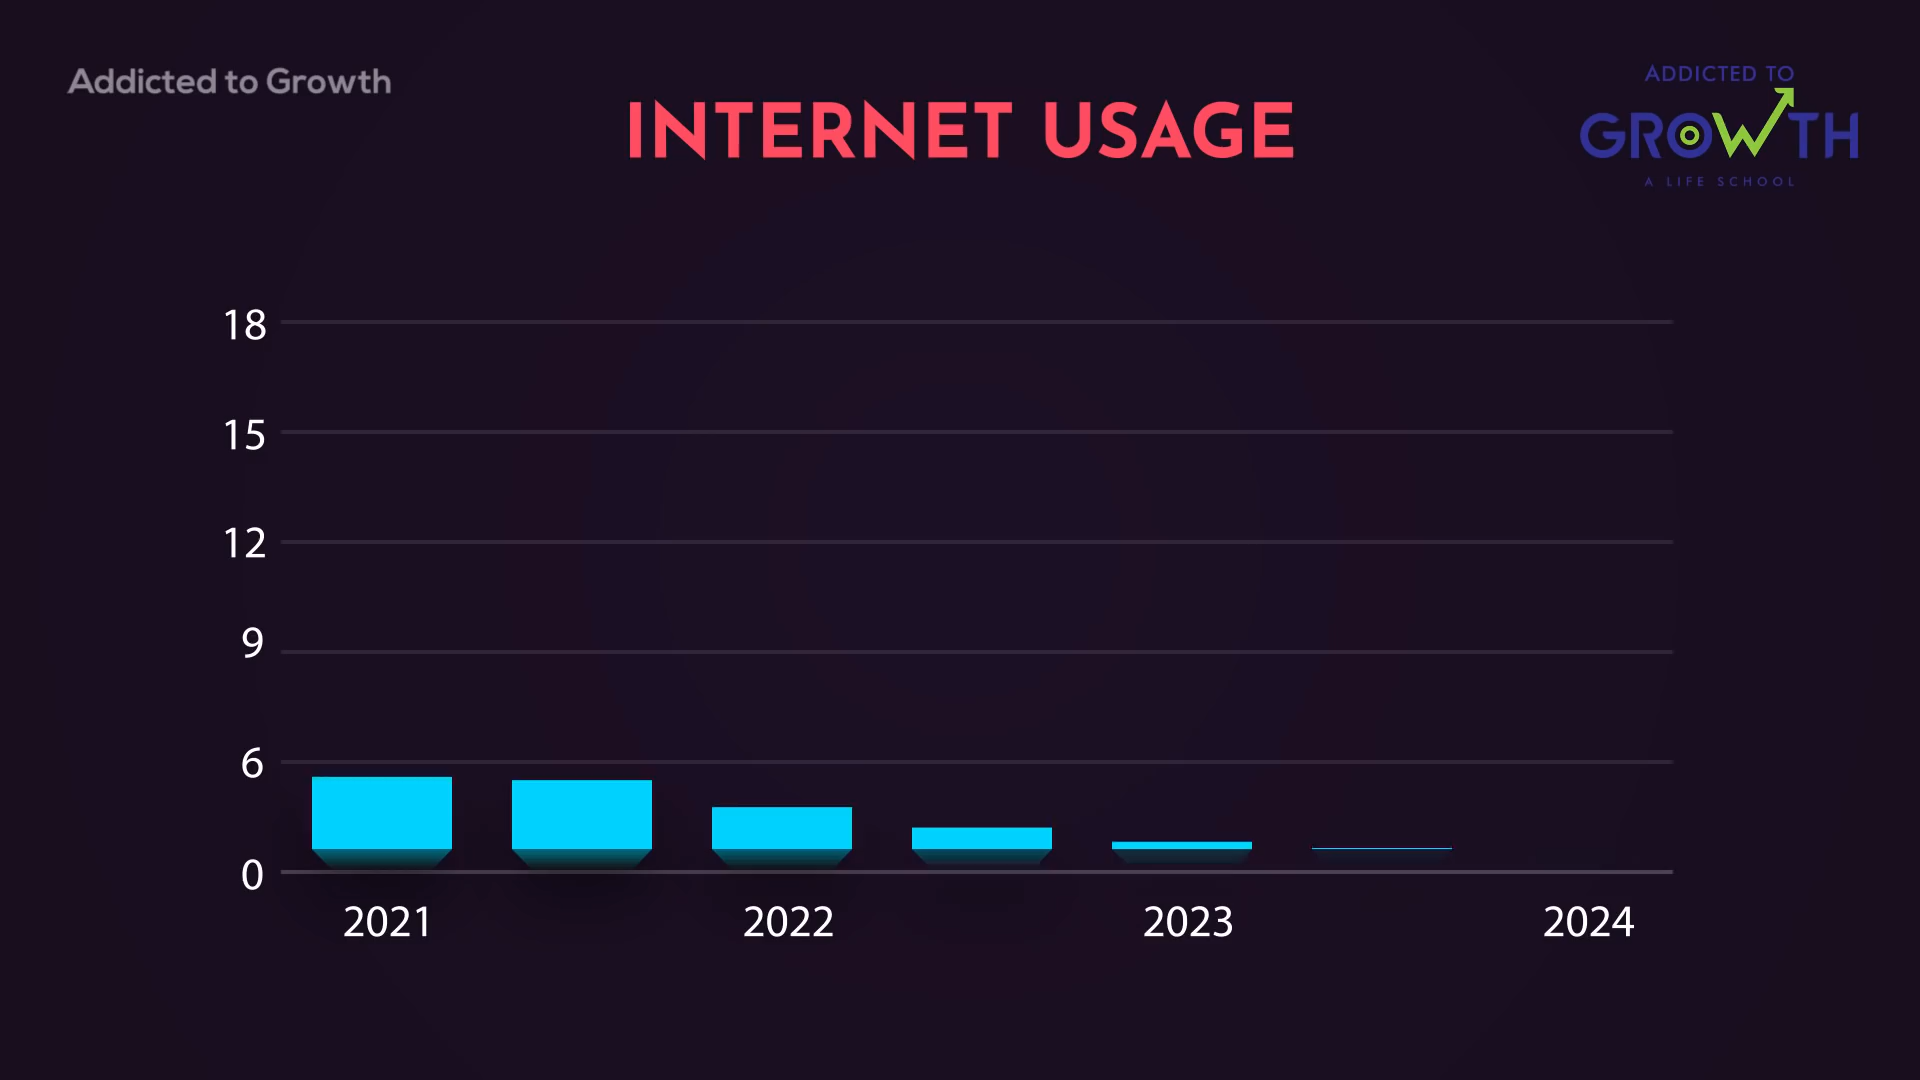 Addicted to Growth
INTERNET USAGE
ADDICTED TO
GROWTH
A LIFE SCHOOL
18
15
12
9
6
0
2021 2022 2023 2024